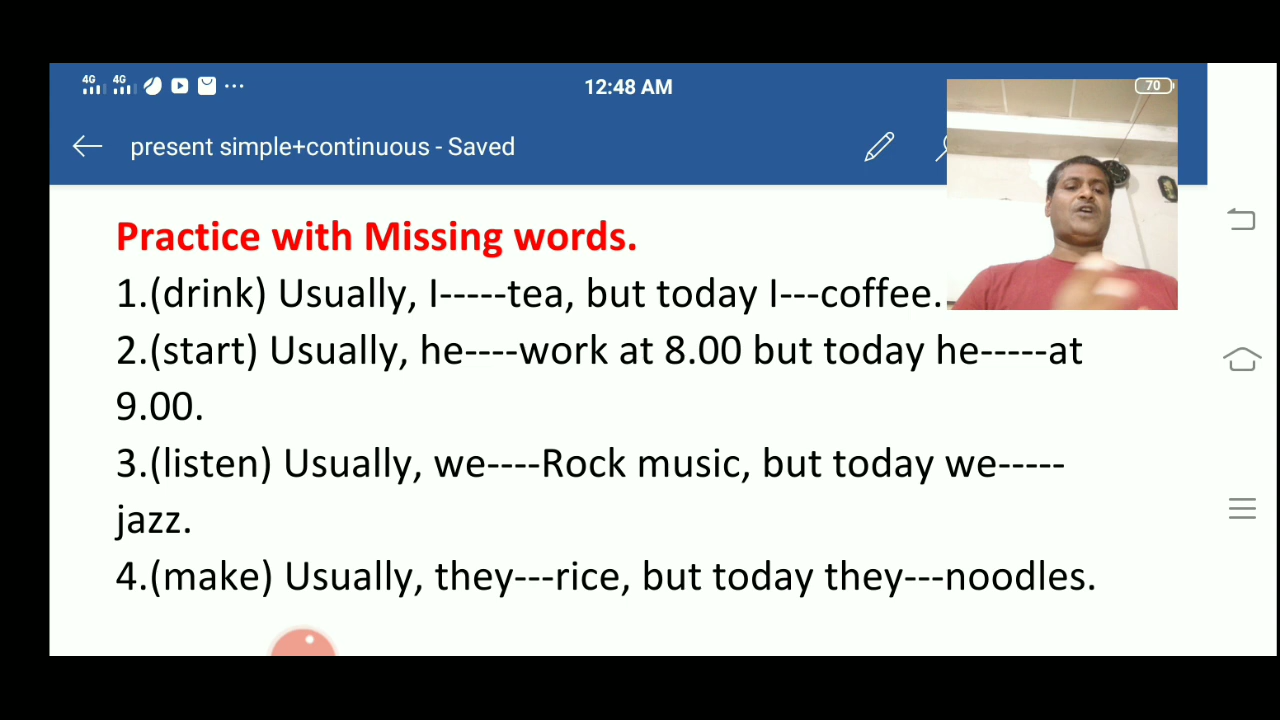 4G 4G 12:48 AM 70
present simple+continuous - Saved
Practice with Missing words.
1.(drink) Usually, I-----tea, but today I---coffee.
2.(start) Usually, he----work at 8.00 but today he-----at
9.00.
3.(listen) Usually, we----Rock music, but today we-----
jazz.
4.(make) Usually, they---rice, but today they---noodles.